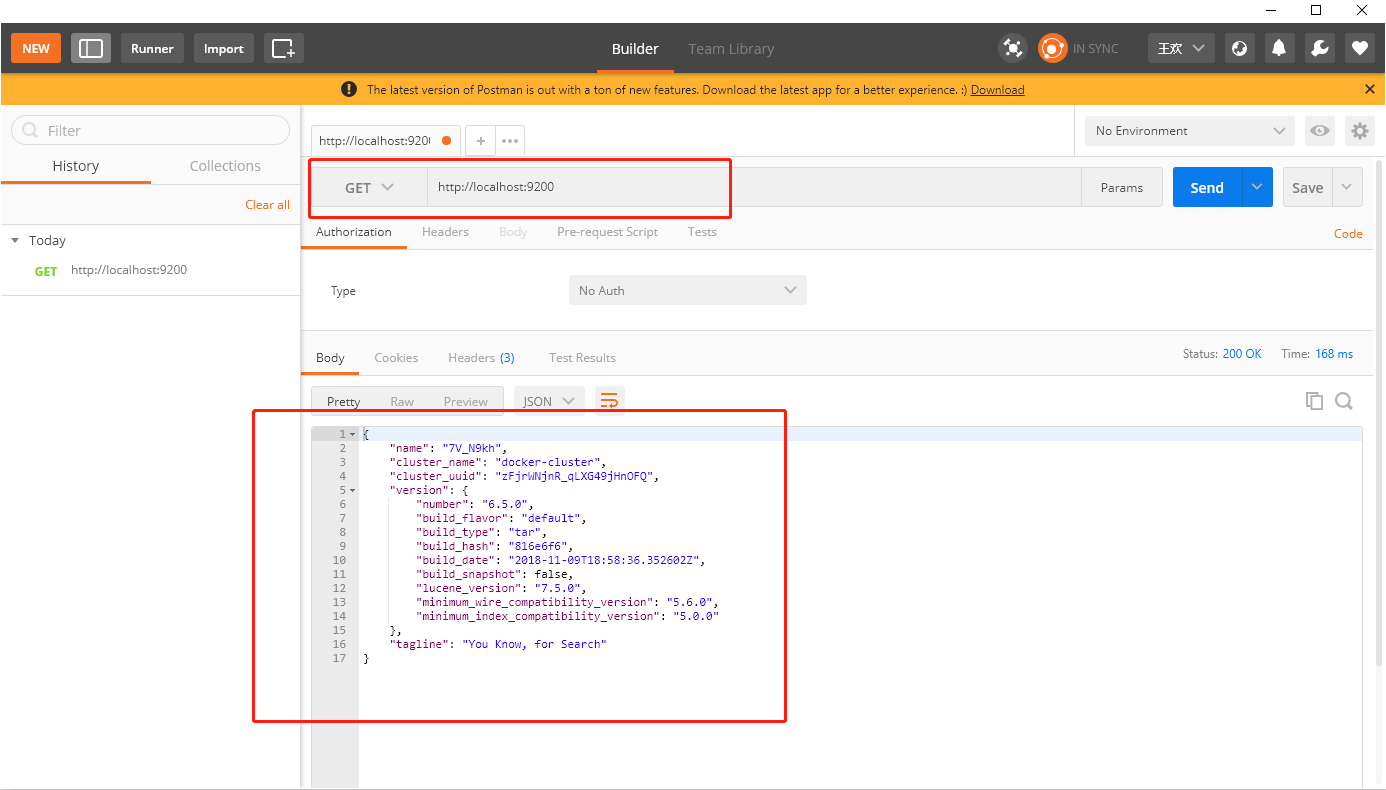 NEW Runner Import Builder Team Library IN SYNC 王欢
The latest version of Postman is out with a ton of new features. Download the latest app for a better experience. :) Download
Filter
History Collections
Clear all
Today
GET http://localhost:9200
http://localhost:920 + ••• No Environment
GET http://localhost:9200 Params Send Save
Authorization Headers Body Pre-request Script Tests Code
Type No Auth
Body Cookies Headers (3) Test Results Status: 200 OK Time: 168 ms
Pretty Raw Preview JSON
1 {
2 "name": "7V_N9kh",
3 "cluster_name": "docker-cluster",
4 "cluster_uuid": "zFjrWNjnR_qLXG49jHnOFQ",
5 "version": {
6 "number": "6.5.0",
7 "build_flavor": "default",
8 "build_type": "tar",
9 "build_hash": "816e6f6",
10 "build_date": "2018-11-09T18:58:36.352602Z",
11 "build_snapshot": false,
12 "lucene_version": "7.5.0",
13 "minimum_wire_compatibility_version": "5.6.0",
14 "minimum_index_compatibility_version": "5.0.0"
15 },
16 "tagline": "You Know, for Search"
17 }